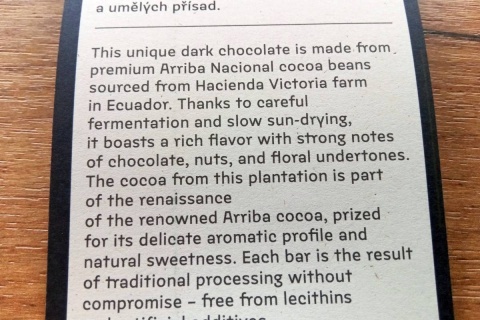 a umělých přísad.
This unique dark chocolate is made from
premium Arriba Nacional cocoa beans
sourced from Hacienda Victoria farm
in Ecuador. Thanks to careful
fermentation and slow sun-drying,
it boasts a rich flavor with strong notes
of chocolate, nuts, and floral undertones.
The cocoa from this plantation is part
of the renaissance
of the renowned Arriba cocoa, prized
for its delicate aromatic profile and
natural sweetness. Each bar is the result
of traditional processing without
compromise – free from lecithins